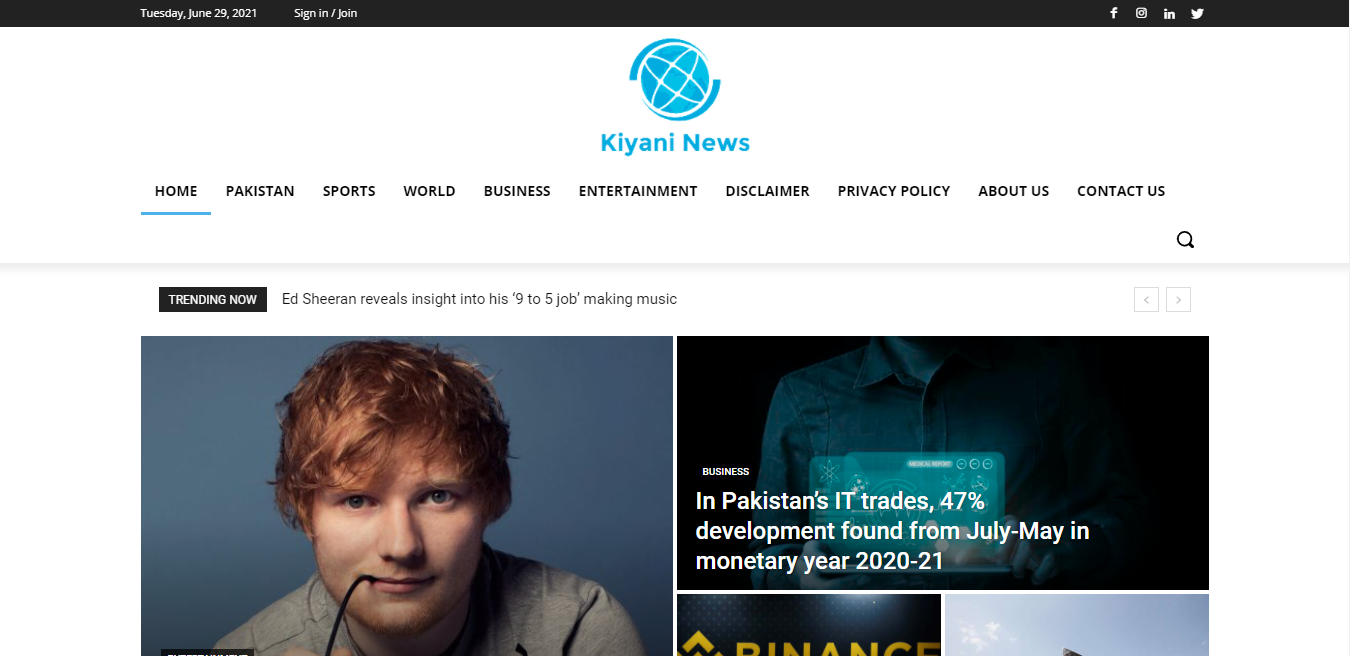 Tuesday, June 29, 2021 Sign in / Join
Kiyani News
HOME PAKISTAN SPORTS WORLD BUSINESS ENTERTAINMENT DISCLAIMER PRIVACY POLICY ABOUT US CONTACT US
TRENDING NOW Ed Sheeran reveals insight into his ‘9 to 5 job’ making music
MEDICAL REPORT
BUSINESS
In Pakistan’s IT trades, 47%
development found from July-May in
monetary year 2020-21
BINANCE
ENTERTAINMENT